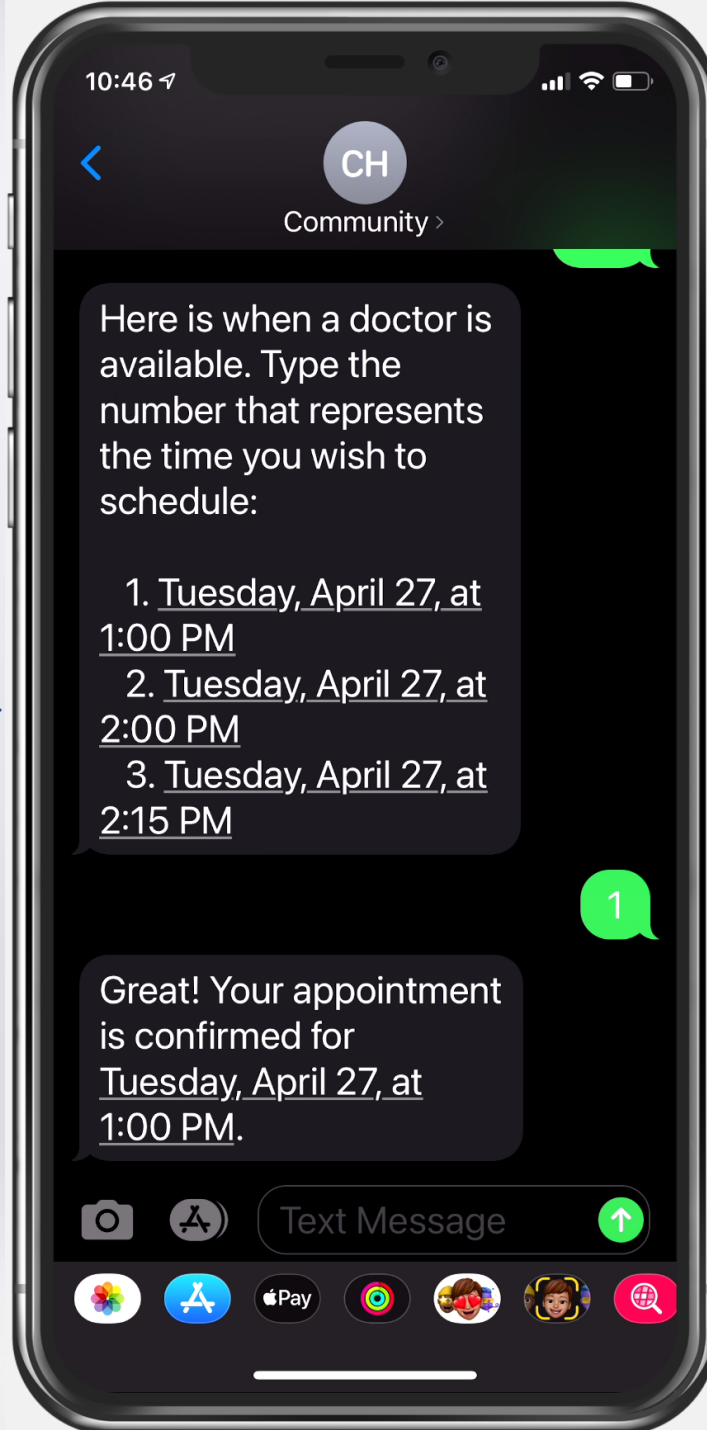 10:46
CH
Community
Here is when a doctor is
available. Type the
number that represents
the time you wish to
schedule:
1. Tuesday, April 27, at
1:00 PM
2. Tuesday, April 27, at
2:00 PM
3. Tuesday, April 27, at
2:15 PM
1
Great! Your appointment
is confirmed for
Tuesday, April 27, at
1:00 PM.
Text Message
Pay